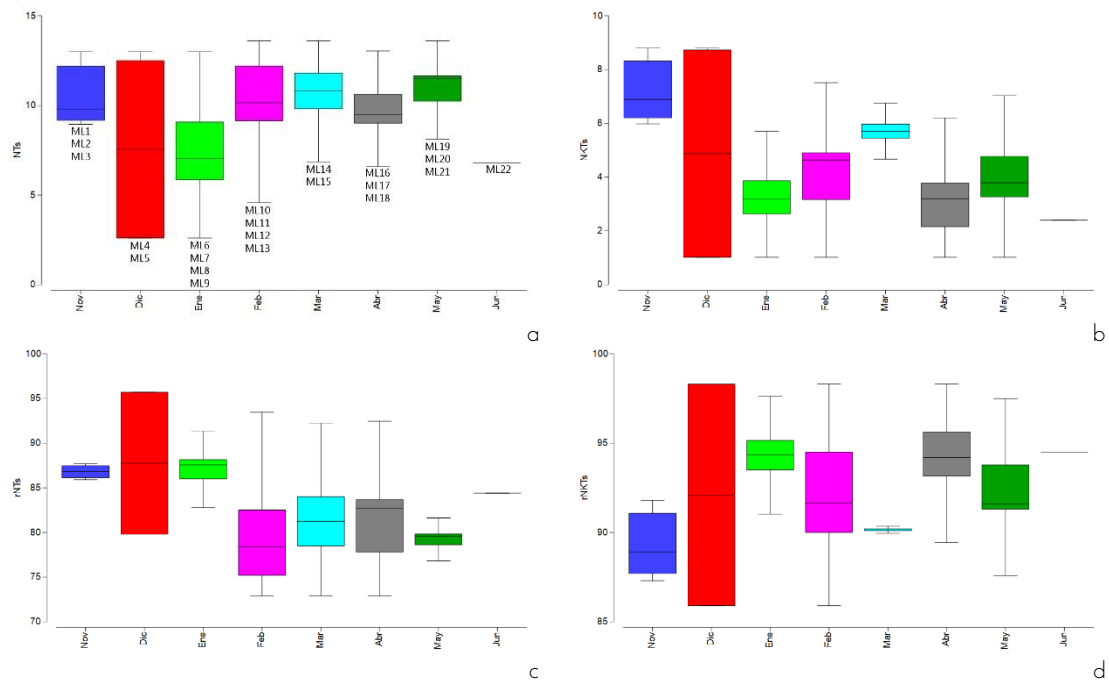 15
10
5
0
NTs
ML1
ML2
ML3
ML4
ML5
ML6
ML7
ML8
ML9
ML10
ML11
ML12
ML13
ML14
ML15
ML16
ML17
ML18
ML19
ML20
ML21
ML22
Nov
Dic
Ene
Feb
Mar
Abr
May
Jun
a
10
8
6
4
2
0
NKTs
Nov
Dic
Ene
Feb
Mar
Abr
May
Jun
b
100
95
90
85
80
75
70
rNTs
Nov
Dic
Ene
Feb
Mar
Abr
May
Jun
c
100
95
90
85
rNKTs
Nov
Dic
Ene
Feb
Mar
Abr
May
Jun
d